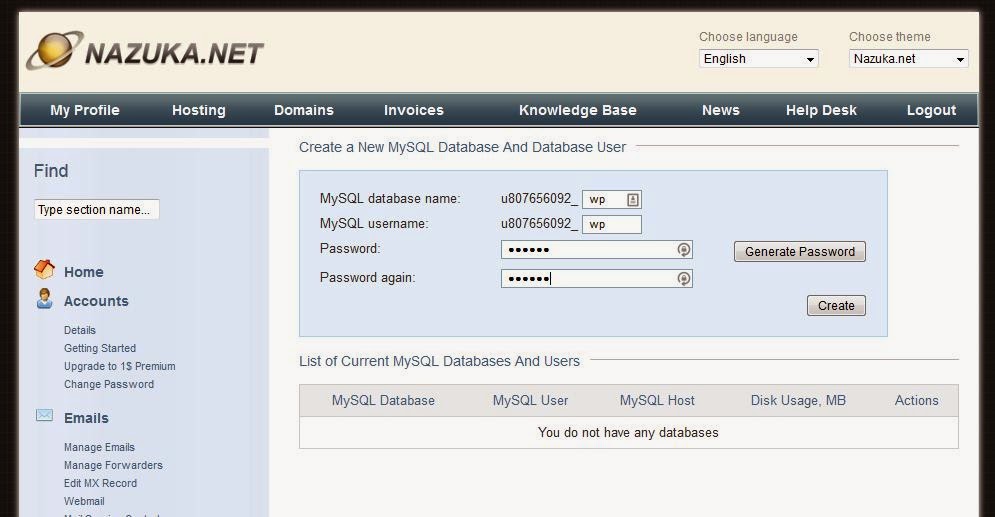 NAZUKA.NET
Choose language
English
Choose theme
Nazuka.net
My Profile Hosting Domains Invoices Knowledge Base News Help Desk Logout
Find
Type section name...
Home
Accounts
Details
Getting Started
Upgrade to 1$ Premium
Change Password
Emails
Manage Emails
Manage Forwarders
Edit MX Record
Webmail
Create a New MySQL Database And Database User
MySQL database name: u807656092_ wp
MySQL username: u807656092_ wp
Password: ••••••
Generate Password
Password again: ••••••
Create
List of Current MySQL Databases And Users
MySQL Database MySQL User MySQL Host Disk Usage, MB Actions
You do not have any databases